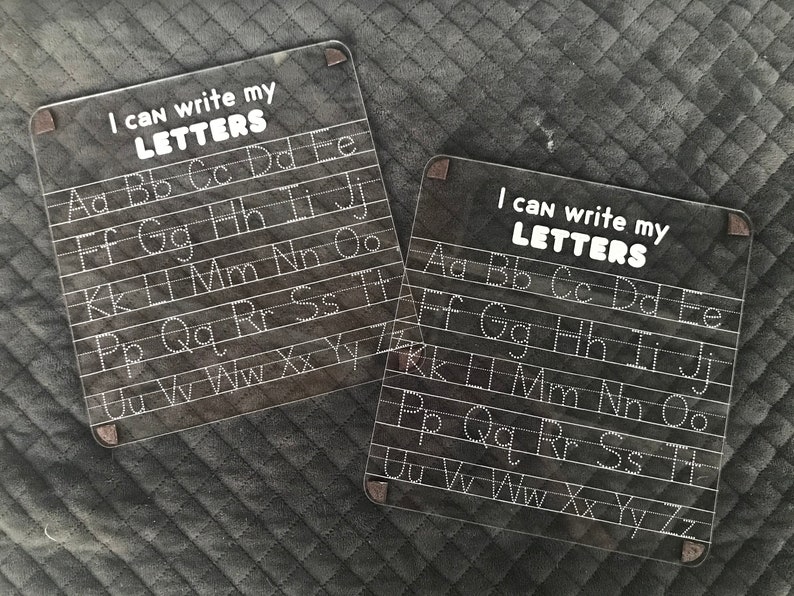 I can write my
LETTERS
Aa Bb Cc Dd Ee
Ff Gg Hh Ii Jj
Kk Ll Mm Nn Oo
Pp Qq Rr Ss Tt
Uu Vv Ww Xx Yy Zz
I can write my
LETTERS
Aa Bb Cc Dd Ee
Ff Gg Hh Ii Jj
Kk Ll Mm Nn Oo
Pp Qq Rr Ss Tt
Uu Vv Ww Xx Yy Zz